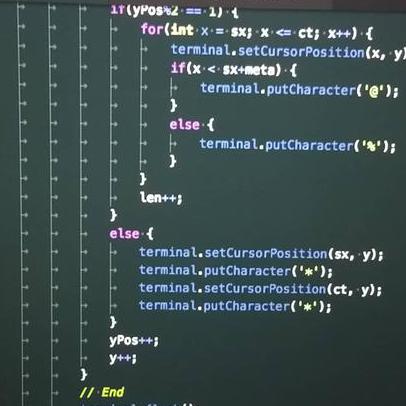 if(yPos%2 == 1) {
for(int x = sx; x <= ct; x++) {
terminal.setCursorPosition(x, y)
if(x < sx+meta) {
terminal.putCharacter('@');
}
else {
terminal.putCharacter('%');
}
}
len++;
}
else {
terminal.setCursorPosition(sx, y);
terminal.putCharacter('*');
terminal.setCursorPosition(ct, y);
terminal.putCharacter('*');
}
yPos++;
y++;
}
// End